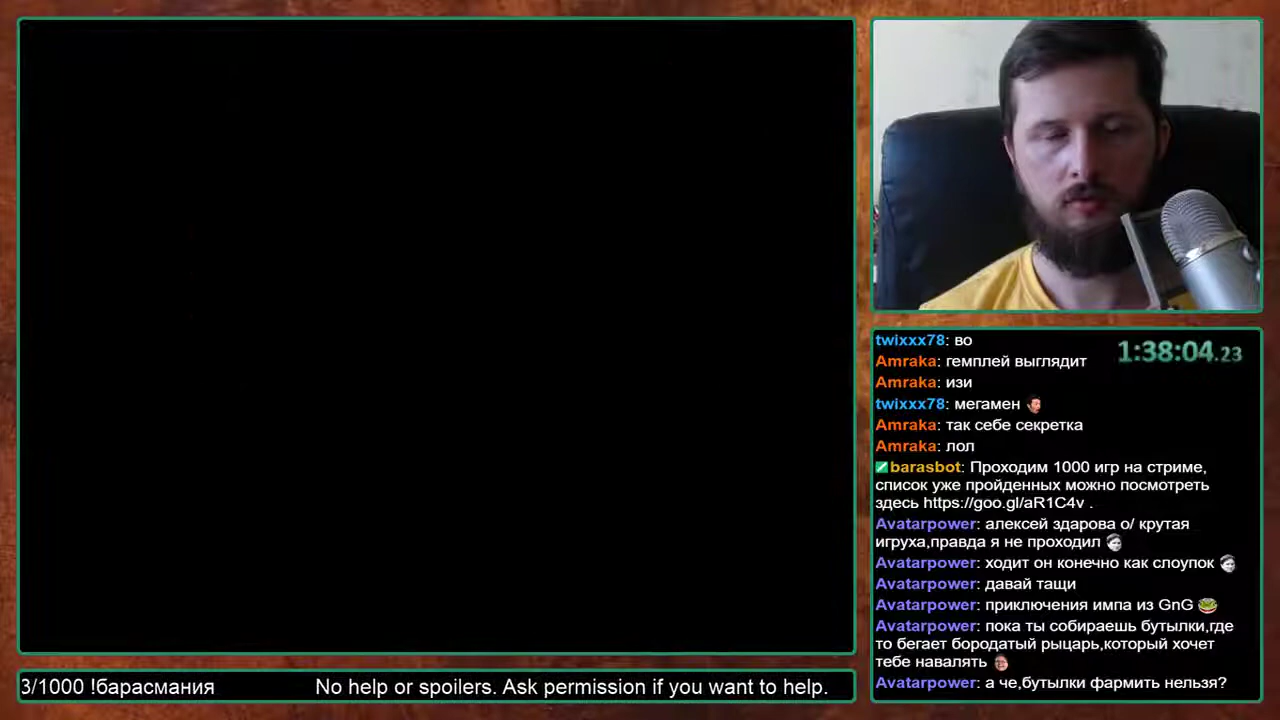 twixxx78: во
1:38:04.23
Amraka: гемплей выглядит
Amraka: изи
twixxx78: мегамен
Amraka: так себе секретка
Amraka: лол
barasbot: Проходим 1000 игр на стриме,
список уже пройденных можно посмотреть
здесь https://goo.gl/aR1C4v .
Avatarpower: алексей здарова о/ крутая
игруха,правда я не проходил
Avatarpower: ходит он конечно как слоупок
Avatarpower: давай тащи
Avatarpower: приключения импа из GnG
Avatarpower: пока ты собираешь бутылки,где
то бегает бородатый рыцарь,который хочет
тебе навалять
Avatarpower: а че,бутылки фармить нельзя?
3/1000 !барасмания
No help or spoilers. Ask permission if you want to help.